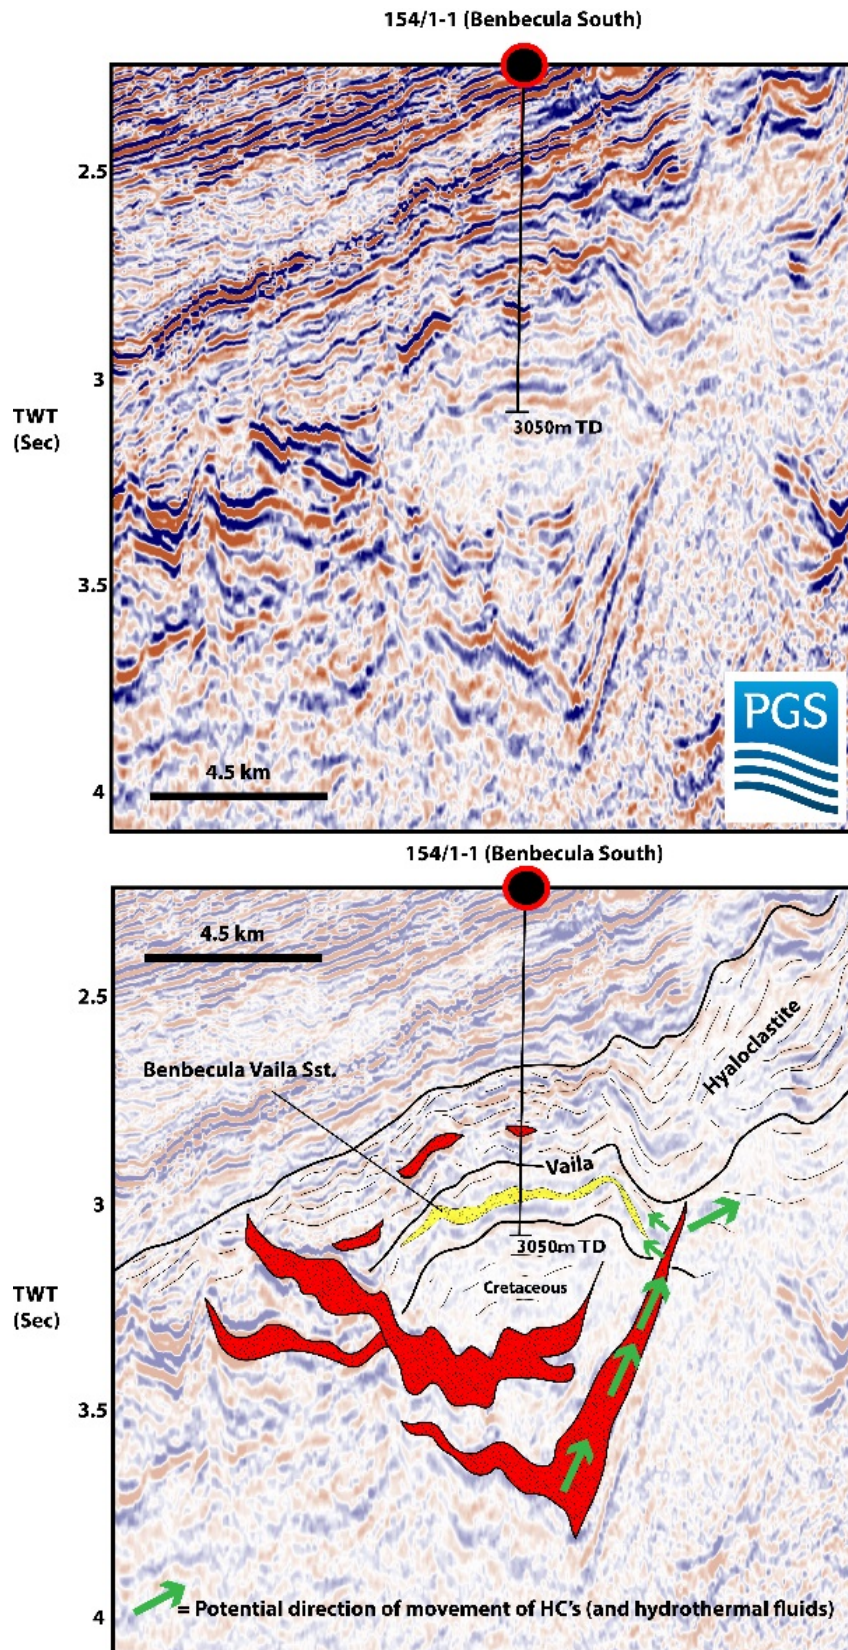 154/1-1 (Benbecula South)
2.5
3
TWT
(Sec)
3050m TD
3.5
PGS
4.5 km
4
154/1-1 (Benbecula South)
4.5 km
2.5
Hyaloclastite
Benbecula Vaila Sst.
Vaila
3
3050m TD
Cretaceous
TWT
(Sec)
3.5
= Potential direction of movement of HC's (and hydrothermal fluids)
4